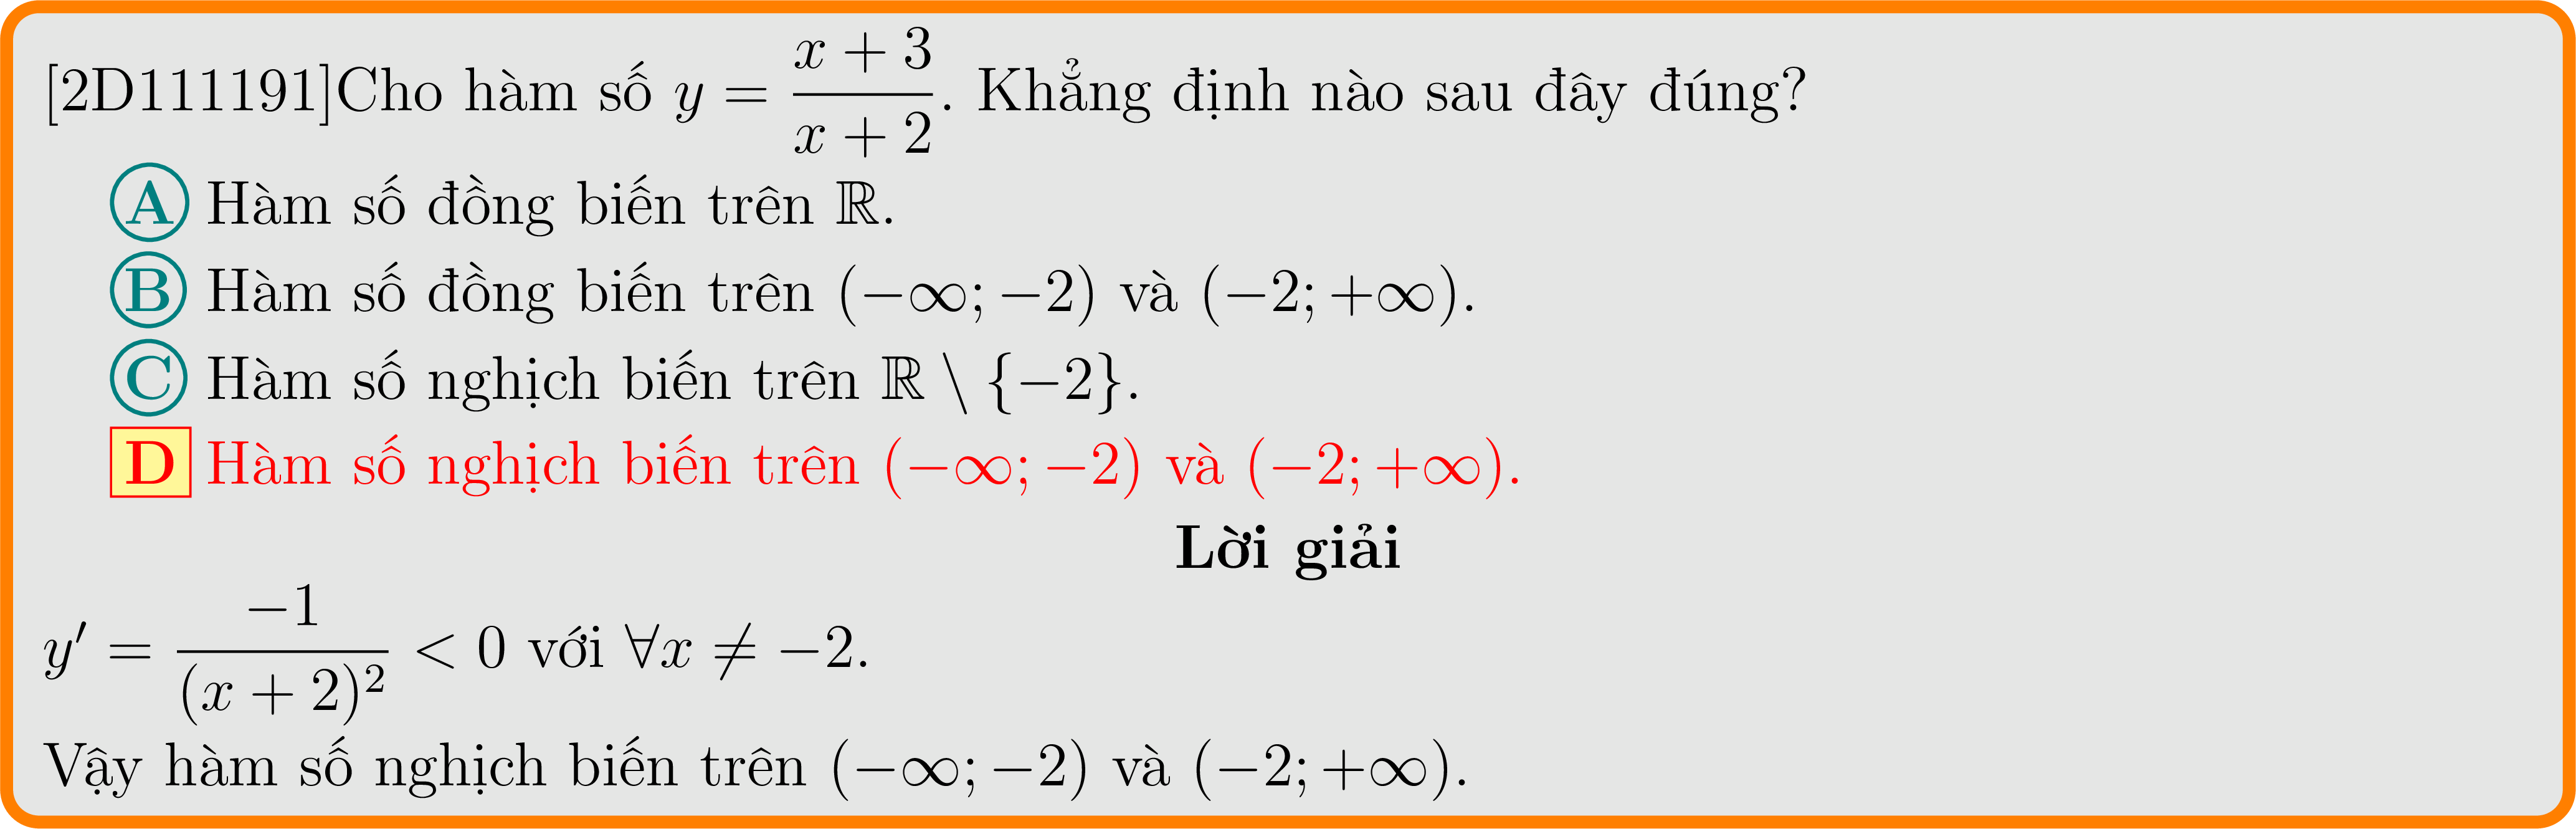 [2D111191]Cho hàm số $y = \dfrac{x+3}{x+2}$. Khẳng định nào sau đây đúng?
A Hàm số đồng biến trên $\mathbb{R}$.
B Hàm số đồng biến trên $(-\infty; -2)$ và $(-2; +\infty)$.
C Hàm số nghịch biến trên $\mathbb{R} \setminus \{-2\}$.
D Hàm số nghịch biến trên $(-\infty; -2)$ và $(-2; +\infty)$.
Lời giải
$y' = \dfrac{-1}{(x+2)^2} < 0$ với $\forall x \neq -2$.
Vậy hàm số nghịch biến trên $(-\infty; -2)$ và $(-2; +\infty)$.